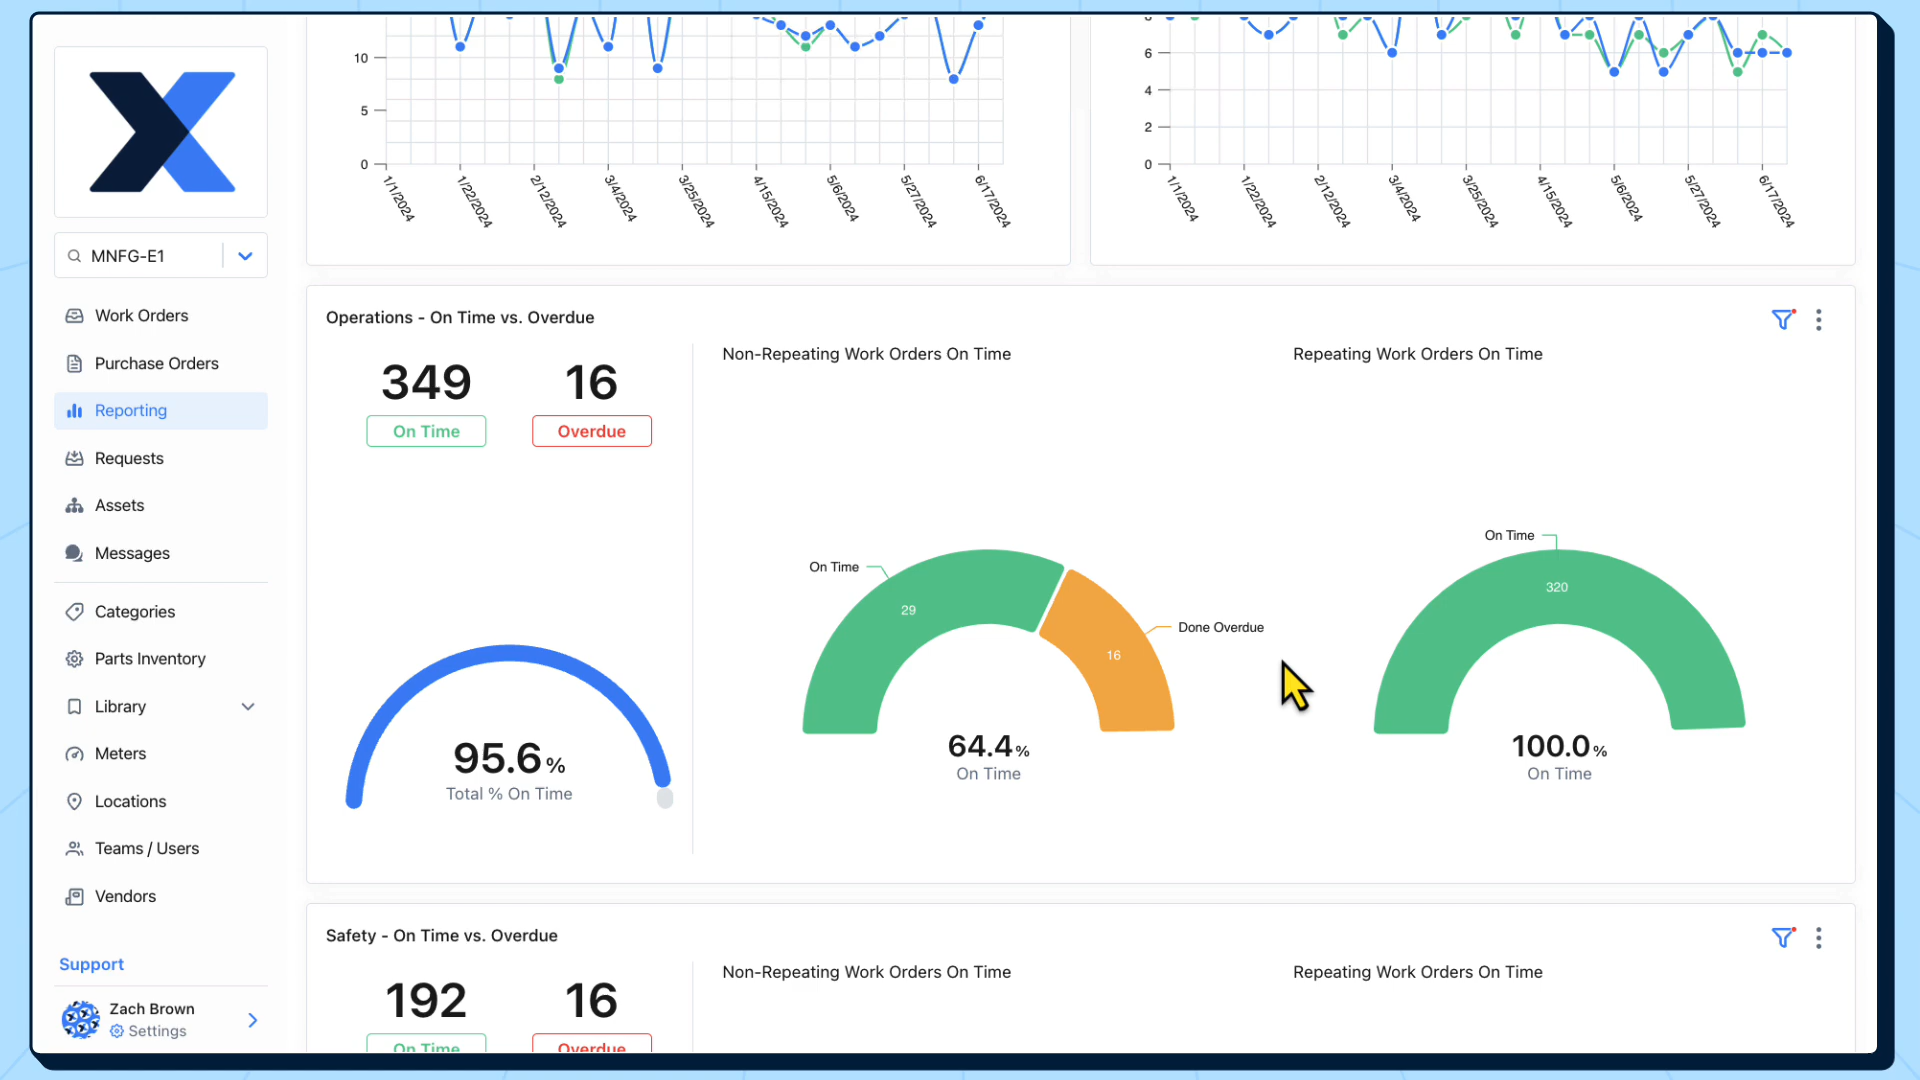 MNFG-E1
Work Orders
Purchase Orders
Reporting
Requests
Assets
Messages
Categories
Parts Inventory
Library
Meters
Locations
Teams / Users
Vendors
Support
Zach Brown
Settings
10
5
0
1/1/2024
1/22/2024
2/12/2024
3/4/2024
3/25/2024
4/15/2024
5/6/2024
5/27/2024
6/17/2024
8
6
4
2
0
1/1/2024
1/22/2024
2/12/2024
3/4/2024
3/25/2024
4/15/2024
5/6/2024
5/27/2024
6/17/2024
Operations - On Time vs. Overdue
349
16
On Time
Overdue
95.6%
Total % On Time
Non-Repeating Work Orders On Time
On Time
29
Done Overdue
16
64.4%
On Time
Repeating Work Orders On Time
On Time
320
100.0%
On Time
Safety - On Time vs. Overdue
192
16
On Time
Overdue
Non-Repeating Work Orders On Time
Repeating Work Orders On Time